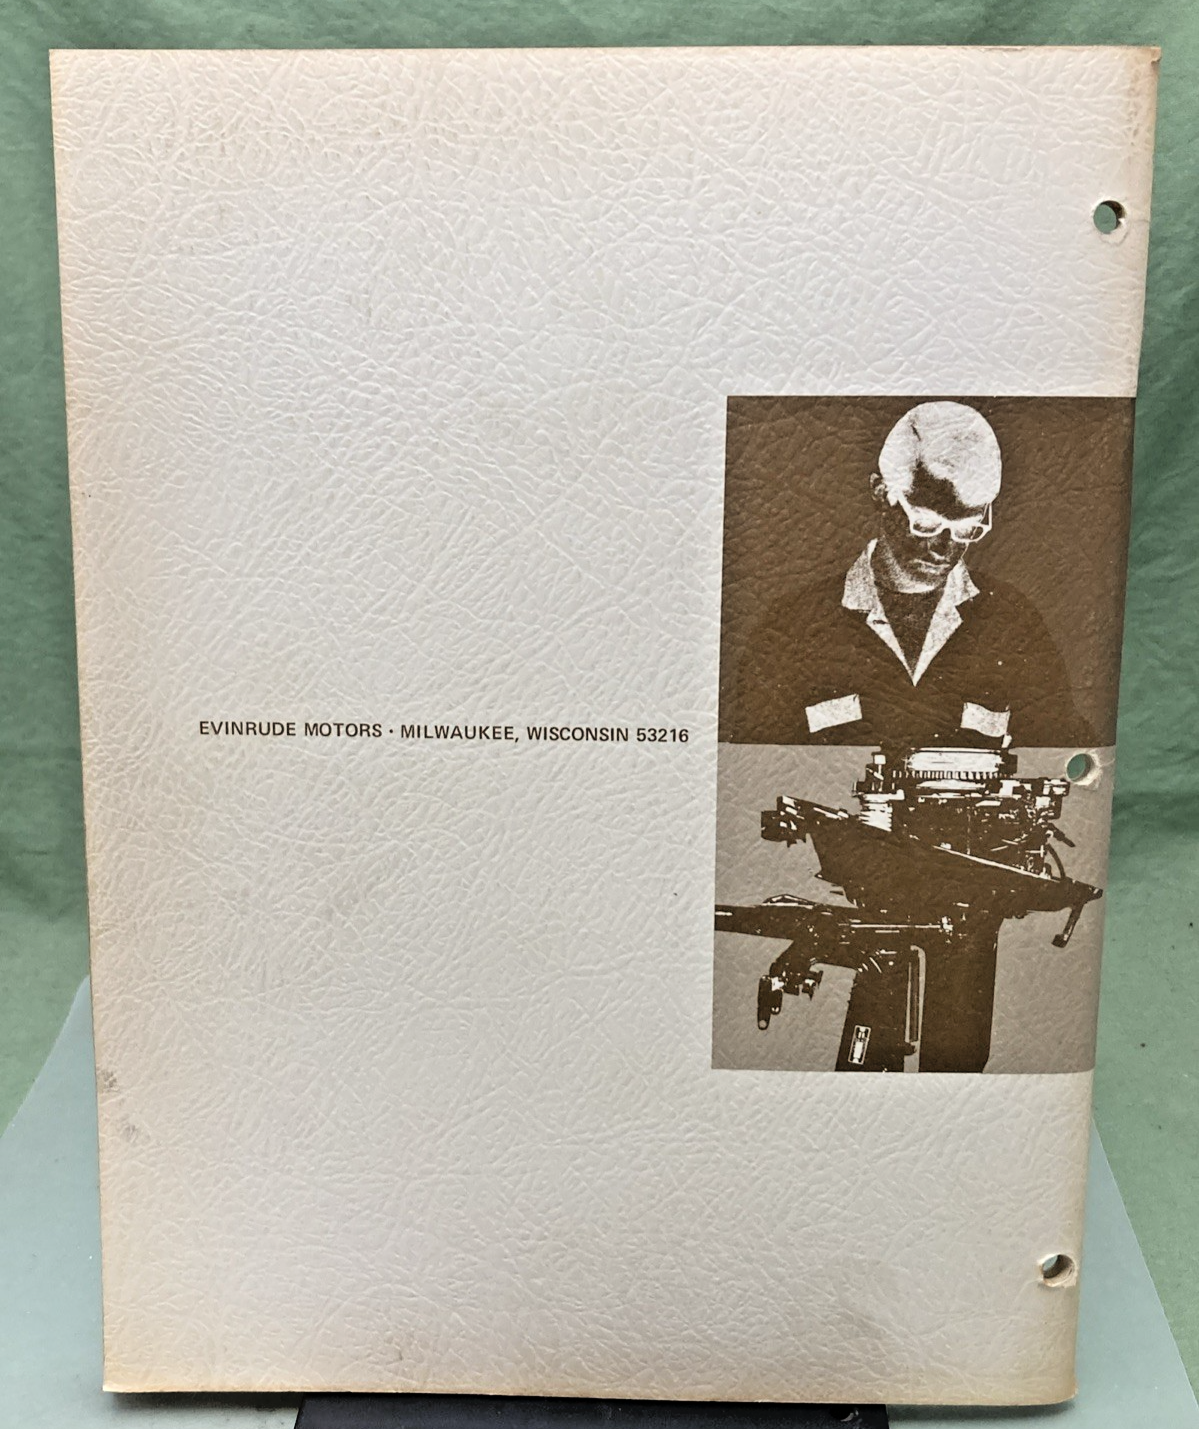 EVINRUDE MOTORS · MILWAUKEE, WISCONSIN 53216